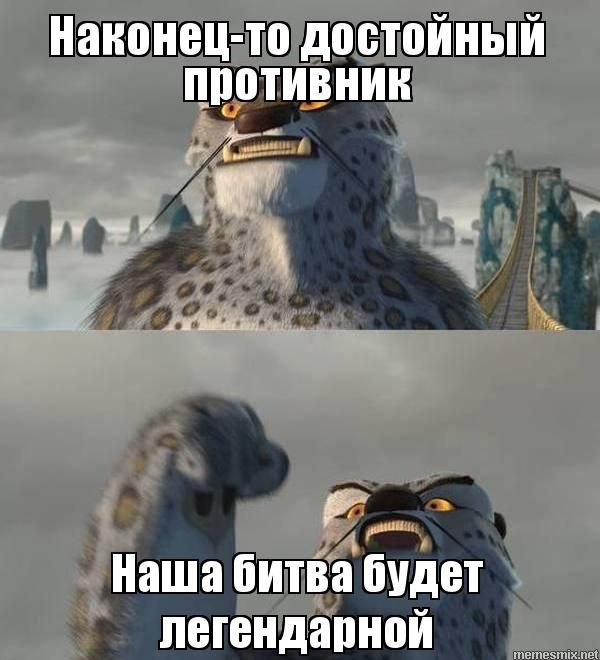 Наконец-то достойный
противник
Наша битва будет
легендарной
memesmix.net